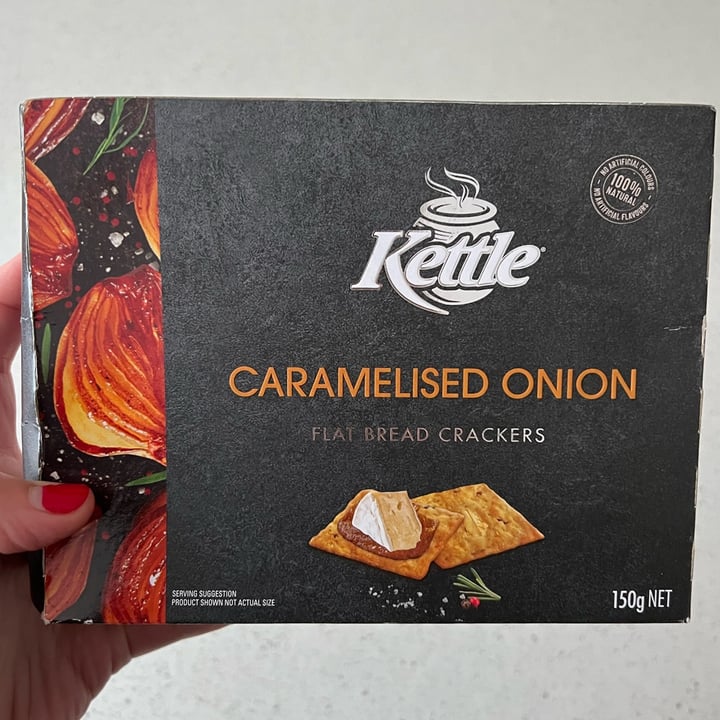 NO ARTIFICIAL COLOURS
100%
NATURAL
NO ARTIFICIAL FLAVOURS
Kettle
CARAMELISED ONION
FLAT BREAD CRACKERS
SERVING SUGGESTION
PRODUCT SHOWN NOT ACTUAL SIZE
150g NET